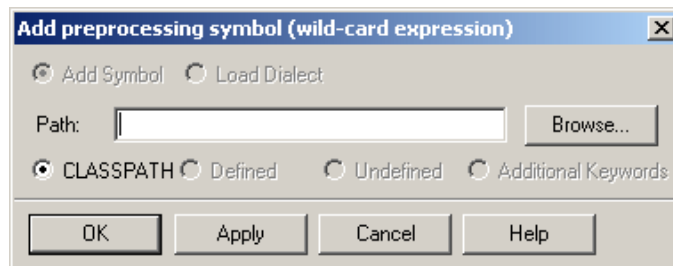 Add preprocessing symbol (wild-card expression)
Add Symbol Load Dialect
Path: Browse...
CLASSPATH Defined Undefined Additional Keywords
OK Apply Cancel Help